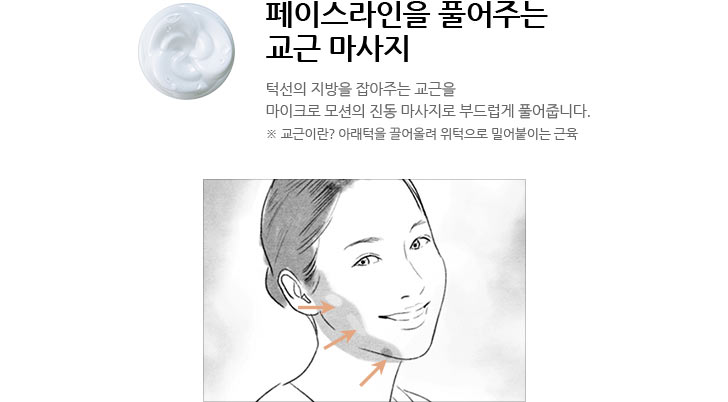 페이스라인을 풀어주는
교근 마사지
턱선의 지방을 잡아주는 교근을
마이크로 모션의 진동 마사지로 부드럽게 풀어줍니다.
※ 교근이란? 아래턱을 끌어올려 위턱으로 밀어붙이는 근육